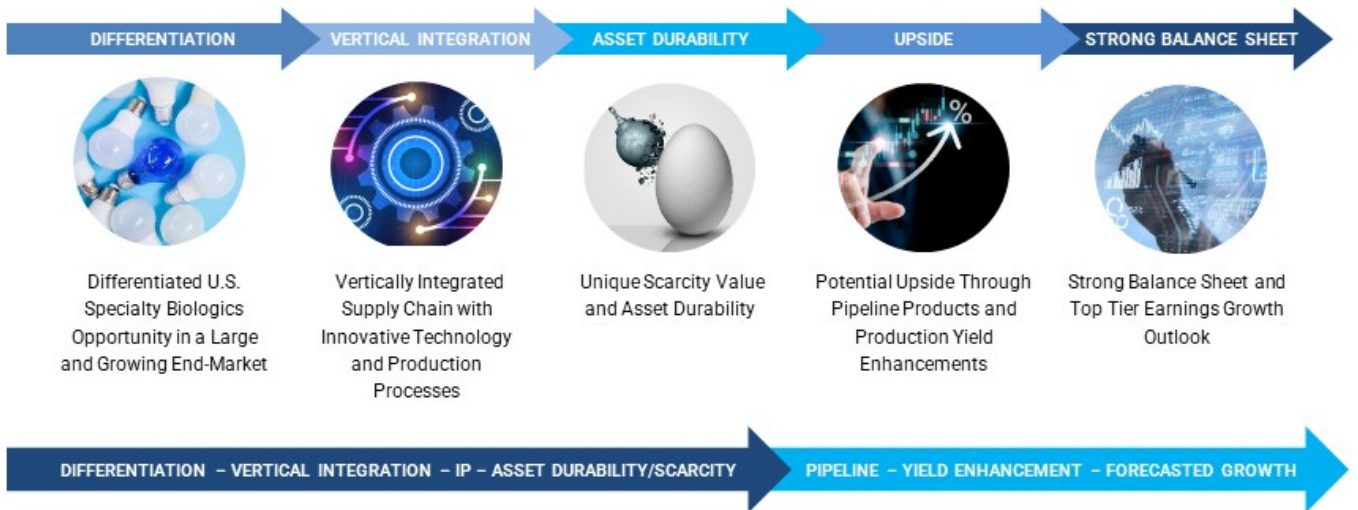 DIFFERENTIATION
VERTICAL INTEGRATION
ASSET DURABILITY
UPSIDE
STRONG BALANCE SHEET
%
Differentiated U.S.
Specialty Biologics
Opportunity in a Large
and Growing End-Market
Vertically Integrated
Supply Chain with
Innovative Technology
and Production
Processes
Unique Scarcity Value
and Asset Durability
Potential Upside Through
Pipeline Products and
Production Yield
Enhancements
Strong Balance Sheet and
Top Tier Earnings Growth
Outlook
DIFFERENTIATION – VERTICAL INTEGRATION – IP – ASSET DURABILITY/SCARCITY
PIPELINE – YIELD ENHANCEMENT – FORECASTED GROWTH